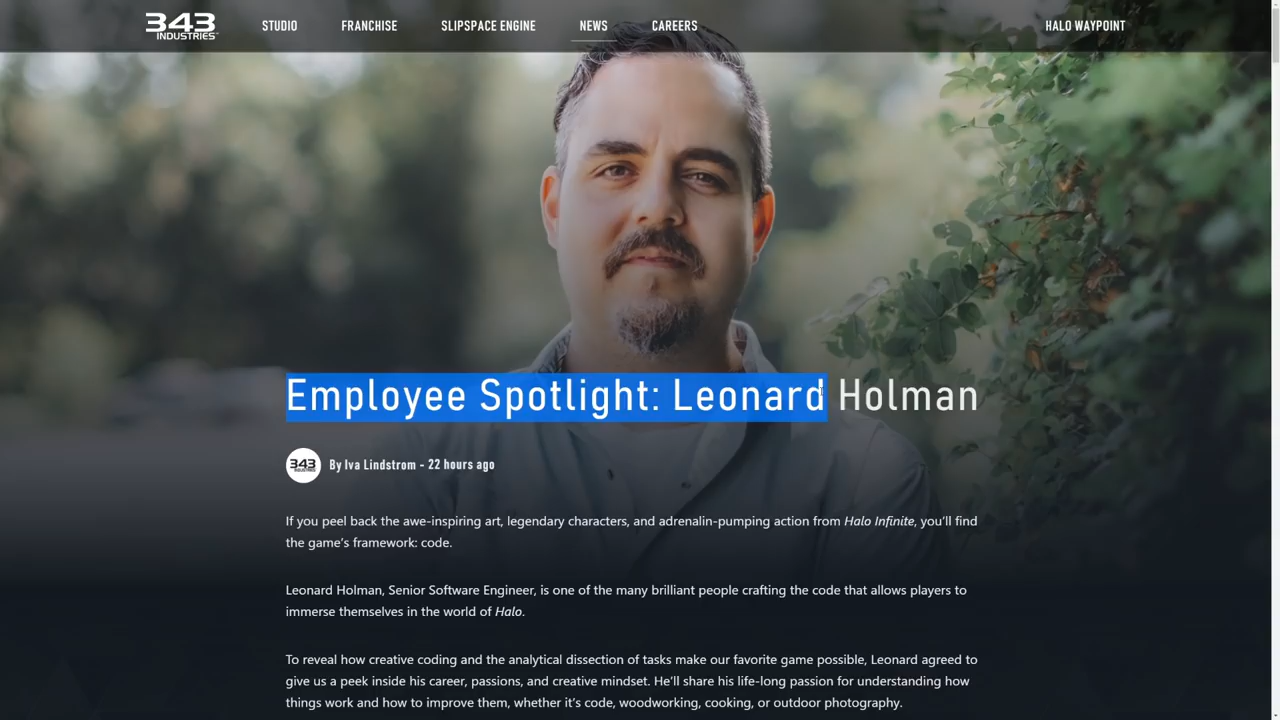 343 INDUSTRIES STUDIO FRANCHISE SLIPSPACE ENGINE NEWS CAREERS HALO WAYPOINT
Employee Spotlight: Leonard Holman
343 INDUSTRIES By Iva Lindstrom - 22 hours ago
If you peel back the awe-inspiring art, legendary characters, and adrenalin-pumping action from Halo Infinite, you’ll find
the game’s framework: code.
Leonard Holman, Senior Software Engineer, is one of the many brilliant people crafting the code that allows players to
immerse themselves in the world of Halo.
To reveal how creative coding and the analytical dissection of tasks make our favorite game possible, Leonard agreed to
give us a peek inside his career, passions, and creative mindset. He’ll share his life-long passion for understanding how
things work and how to improve them, whether it’s code, woodworking, cooking, or outdoor photography.